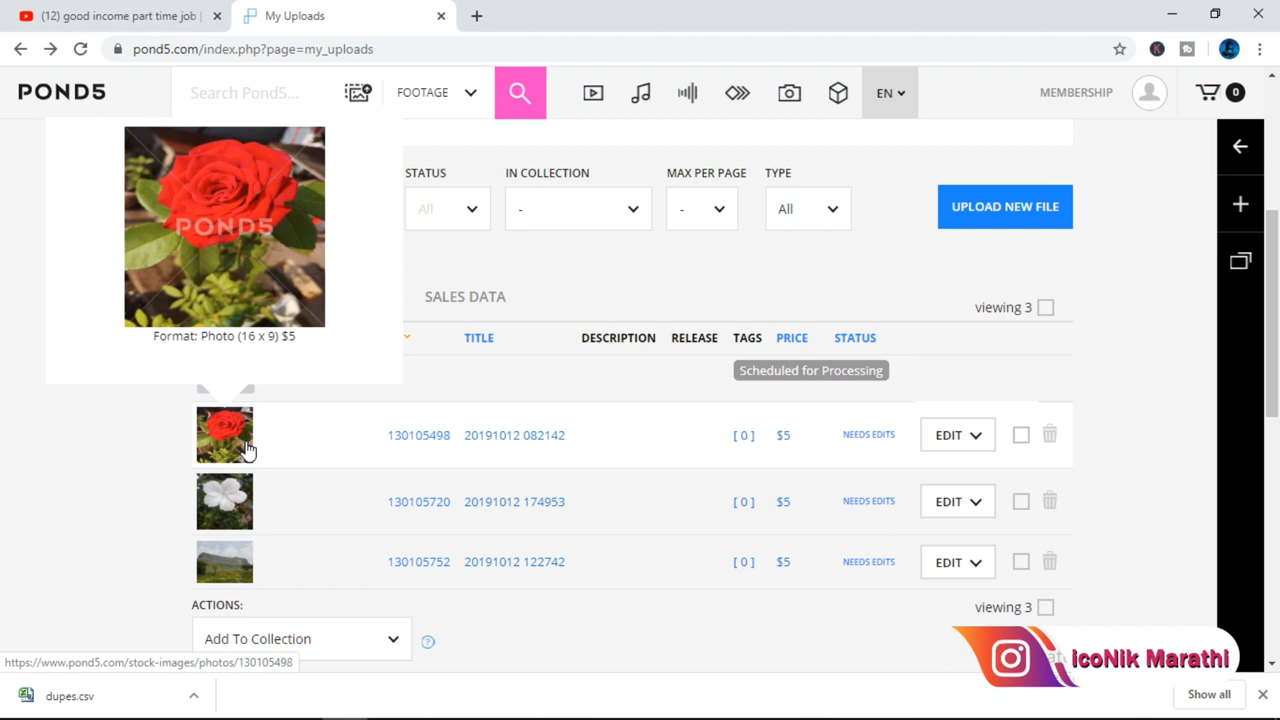 (12) good income part time job |
My Uploads
pond5.com/index.php?page=my_uploads
POND5
Search Pond5...
FOOTAGE
EN
MEMBERSHIP
0
POND5
Format: Photo (16 x 9) $5
STATUS
IN COLLECTION
MAX PER PAGE
TYPE
All
-
-
All
UPLOAD NEW FILE
SALES DATA
viewing 3
TITLE
DESCRIPTION
RELEASE
TAGS
PRICE
STATUS
Scheduled for Processing
130105498 20191012 082142 [ 0 ] $5 NEEDS EDITS EDIT
130105720 20191012 174953 [ 0 ] $5 NEEDS EDITS EDIT
130105752 20191012 122742 [ 0 ] $5 NEEDS EDITS EDIT
ACTIONS:
viewing 3
Add To Collection
?
icoNik Marathi
https://www.pond5.com/stock-images/photos/130105498
dupes.csv
Show all